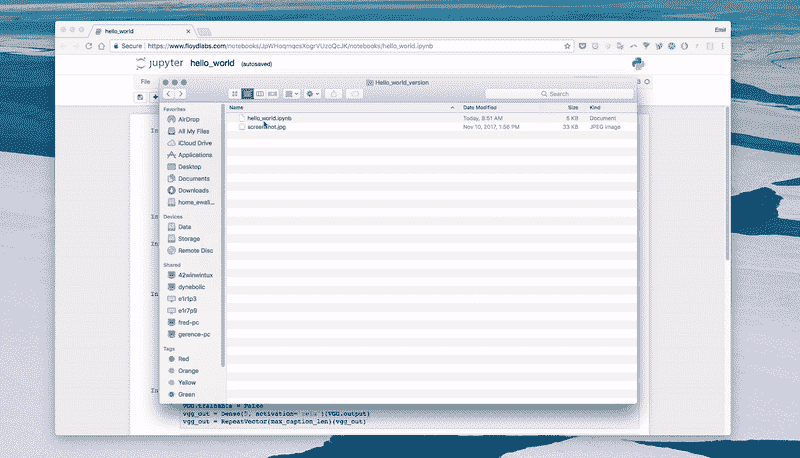 hello_world
Emil
Secure https://www.floydlabs.com/notebooks/JpWHoqmqcsXogrVUzoQcJK/notebooks/hello_world.ipynb
jupyter hello_world (autosaved)
File
Hello_world_version
Search
Favorites
AirDrop
All My Files
iCloud Drive
Applications
Desktop
Documents
Downloads
home_ewall...
Devices
Data
Storage
Remote Disc
Shared
42winwintux
dynebolic
e1r1p3
e1r7p9
fred-pc
gerence-pc
Tags
Red
Orange
Yellow
Green
Name Date Modified Size Kind
hello_world.ipynb Today, 8:51 AM 5 KB Document
screenshot.jpg Nov 10, 2017, 1:58 PM 33 KB JPEG image
In
In
In
In
In
VGG.trainable = False
vgg_out = Dense(5, activation='relu')(VGG.output)
vgg_out = RepeatVector(max_caption_len)(vgg_out)